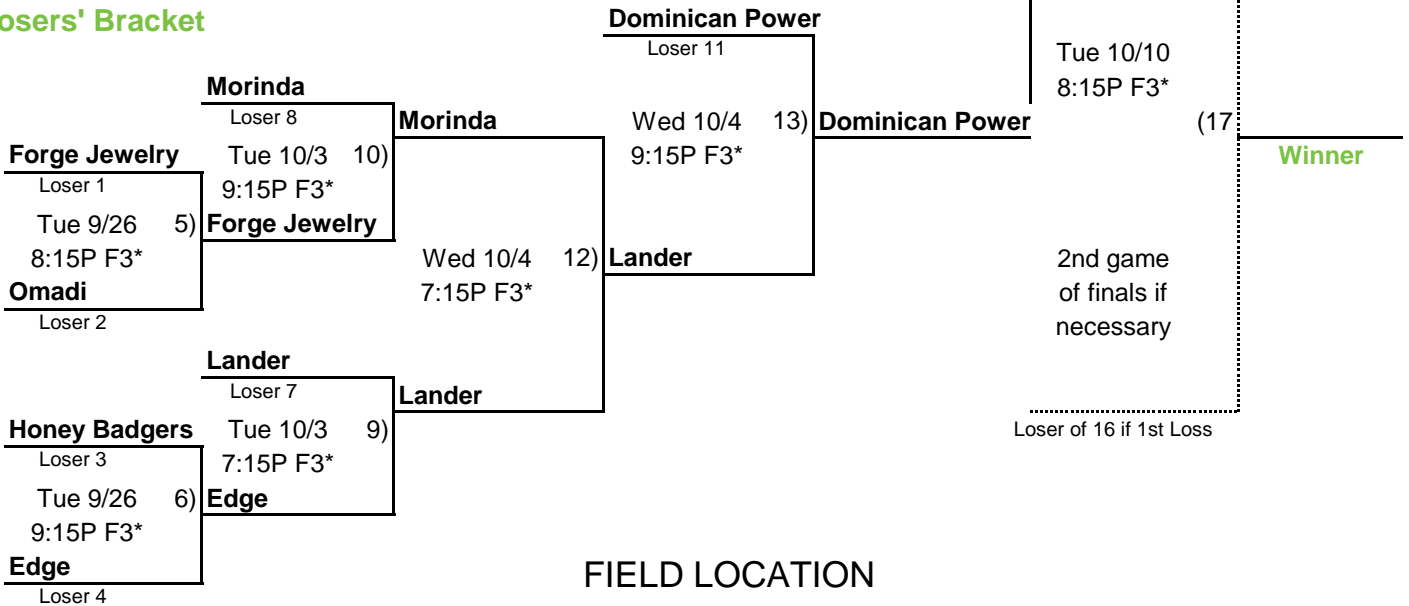 osers' Bracket
Dominican Power
Loser 11
Tue 10/10
8:15P F3*
Morinda
Loser 8
Morinda
Wed 10/4 13) Dominican Power
(17
Forge Jewelry
Tue 10/3 10)
9:15P F3*
Winner
Loser 1
9:15P F3*
Tue 9/26 5) Forge Jewelry
8:15P F3*
Wed 10/4 12) Lander
2nd game
Omadi
7:15P F3*
of finals if
Loser 2
necessary
Lander
Loser 7
Lander
Honey Badgers
Tue 10/3 9)
Loser of 16 if 1st Loss
Loser 3
7:15P F3*
Tue 9/26 6) Edge
9:15P F3*
Edge
FIELD LOCATION
Loser 4